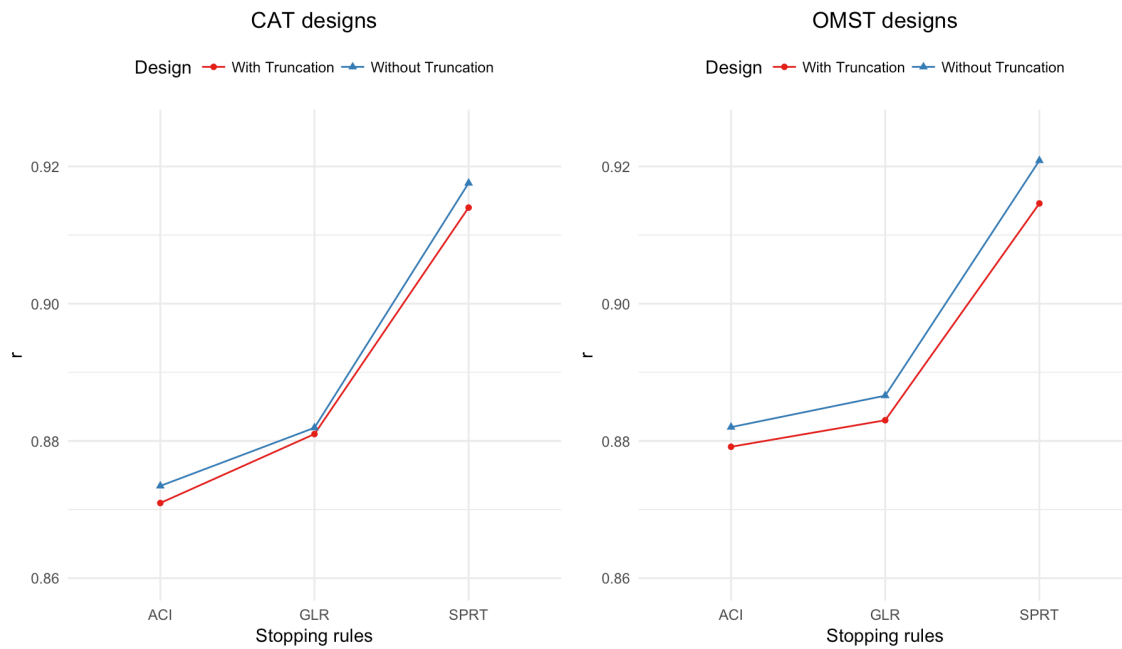 CAT designs
Design With Truncation Without Truncation
0.92
0.90
0.88
0.86
r
ACI GLR SPRT
Stopping rules
OMST designs
Design With Truncation Without Truncation
0.92
0.90
0.88
0.86
r
ACI GLR SPRT
Stopping rules